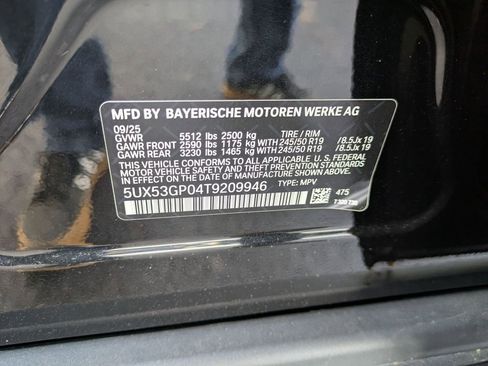 MFD BY BAYERISCHE MOTOREN WERKE AG
09/25
GVWR 5512 lbs 2500 kg TIRE / RIM
GAWR FRONT 2590 lbs 1175 kg WITH 245/50 R19 / 8.5Jx 19
GAWR REAR 3230 lbs 1465 kg WITH 245/50 R19 / 8.5Jx 19
THIS VEHICLE CONFORMS TO ALL APPLICABLE U.S. FEDERAL
MOTOR VEHICLE SAFETY, BUMPER, AND THEFT PREVENTION STANDARDS
IN EFFECT ON THE DATE OF MANUFACTURE SHOWN ABOVE.
5UX53GP04T9209946 TYPE: MPV
475